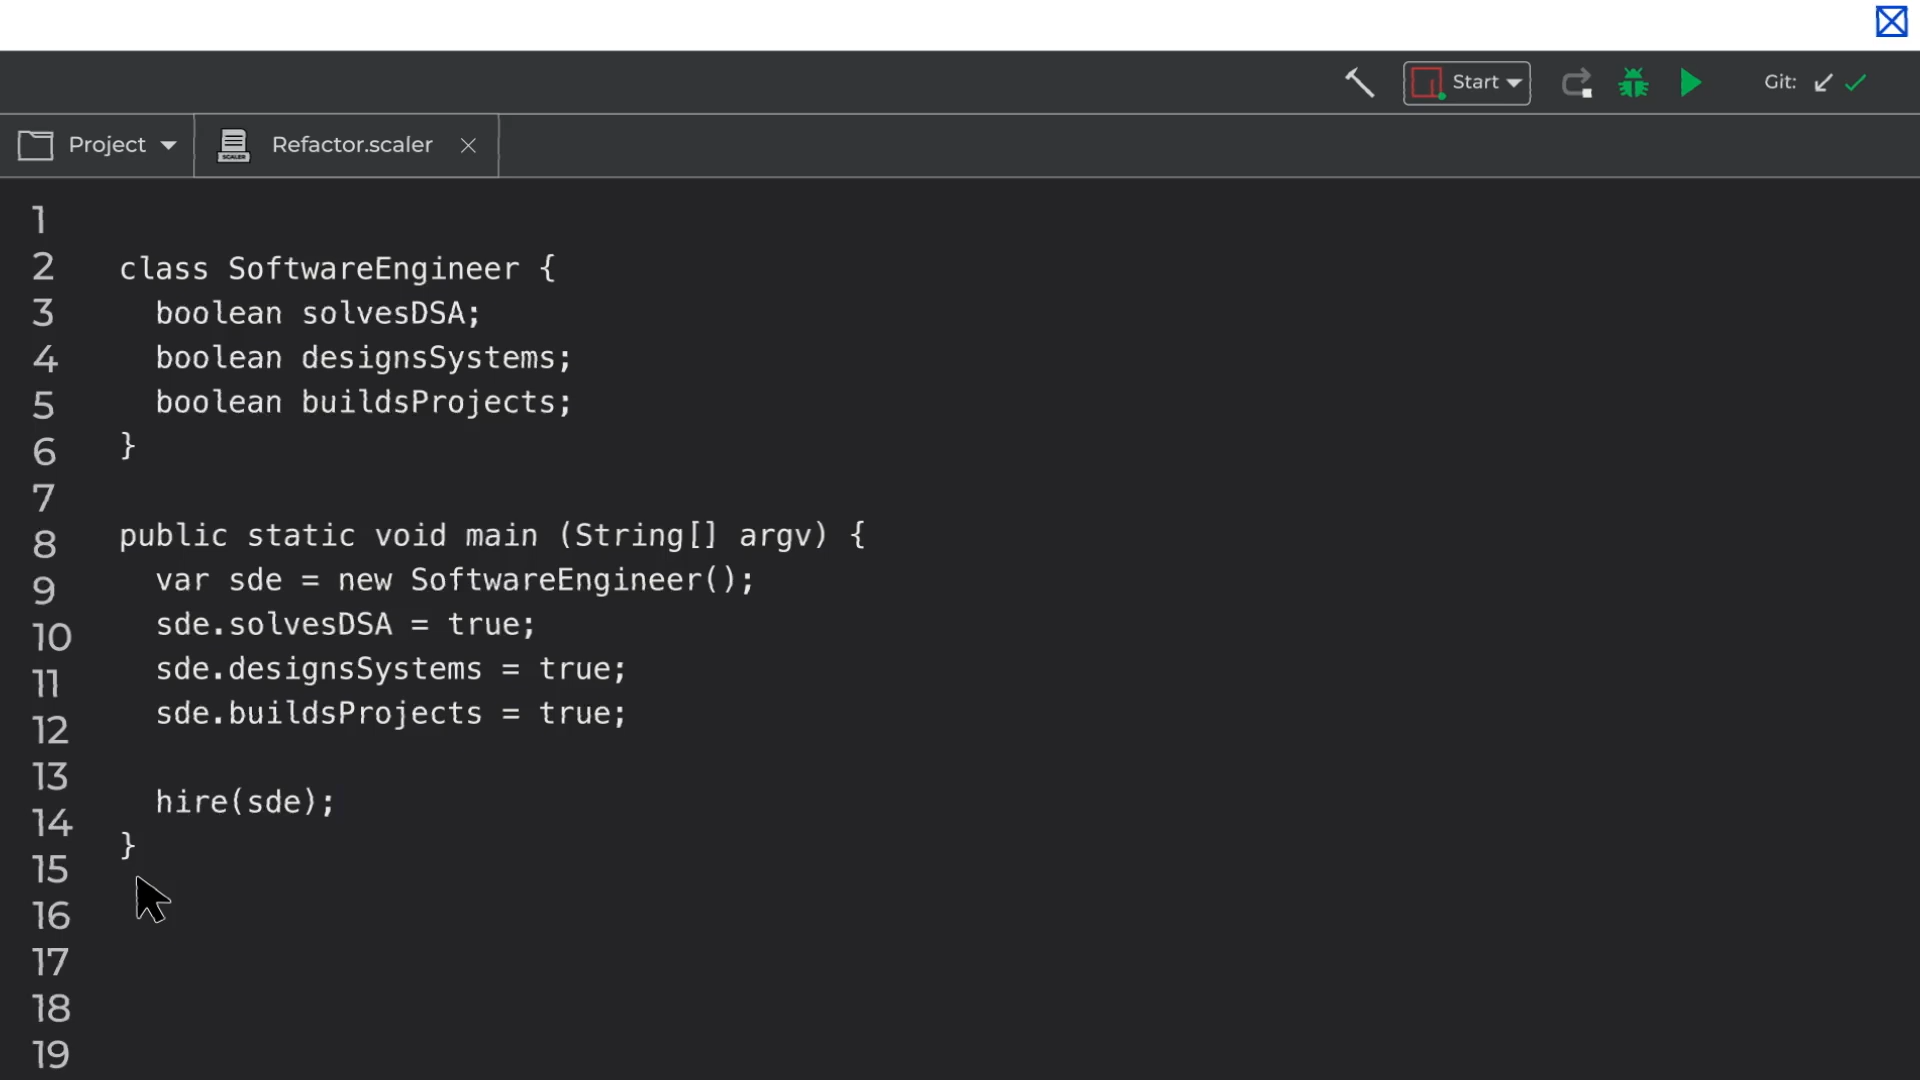 Start
Git:
Project
SCALER
Refactor.scaler
1
2 class SoftwareEngineer {
3 boolean solvesDSA;
4 boolean designsSystems;
5 boolean buildsProjects;
6 }
7
8 public static void main (String[] argv) {
9 var sde = new SoftwareEngineer();
10 sde.solvesDSA = true;
11 sde.designsSystems = true;
12 sde.buildsProjects = true;
13
14 hire(sde);
15 }
16
17
18
19